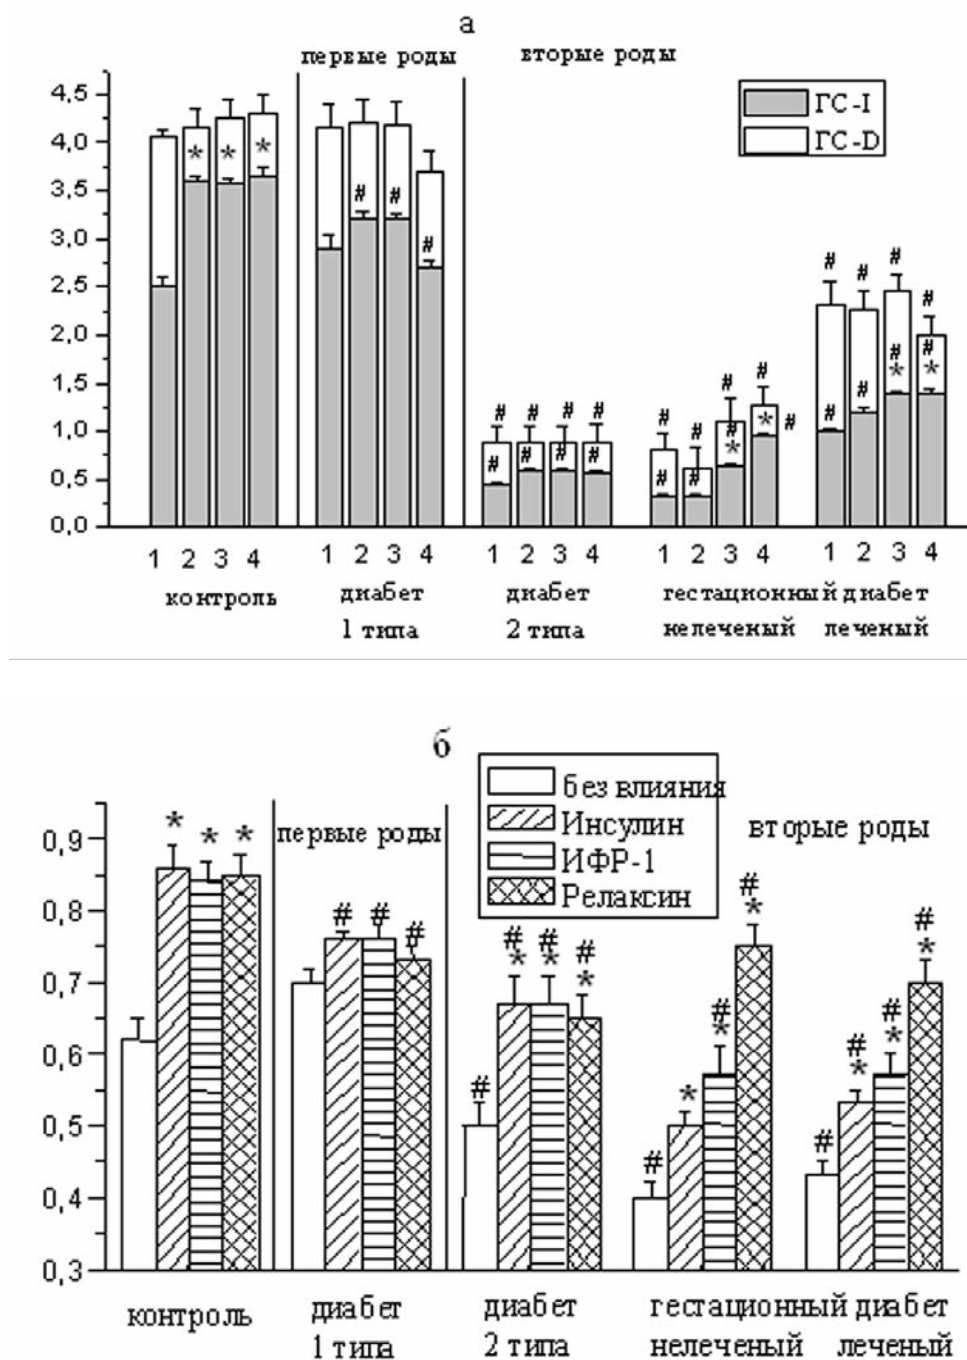 а
первые роды вторые роды
ГС-I
ГС-D
4,5
4,0
3,5
3,0
2,5
2,0
1,5
1,0
0,5
0,0
* * *
# # #
# # # #
# # # #
# # # #
# # * * #
# # # #
# # # * # *
1 2 3 4 1 2 3 4 1 2 3 4 1 2 3 4 1 2 3 4
контроль диабет диабет гестационный диабет
1 типа 2 типа нелеченый леченый
б
без влияния
Инсулин
ИФР-1
Релаксин
первые роды вторые роды
0,9
0,8
0,7
0,6
0,5
0,4
0,3
* * *
# # #
# #* #* #*
# * #* #*
# #* #* #*
контроль диабет диабет гестационный диабет
1 типа 2 типа нелеченый леченый